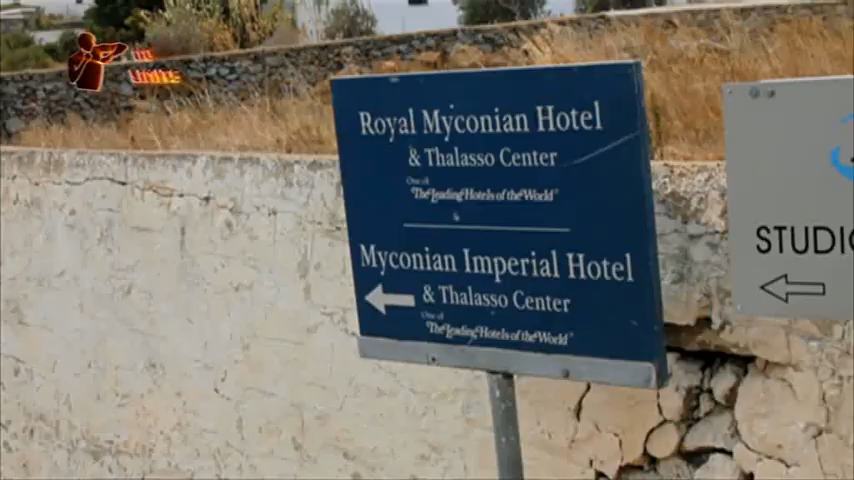 Royal Myconian Hotel
& Thalasso Center
One of
The Leading Hotels of the World
&
Myconian Imperial Hotel
& Thalasso Center
One of
The Leading Hotels of the World
STUDIO